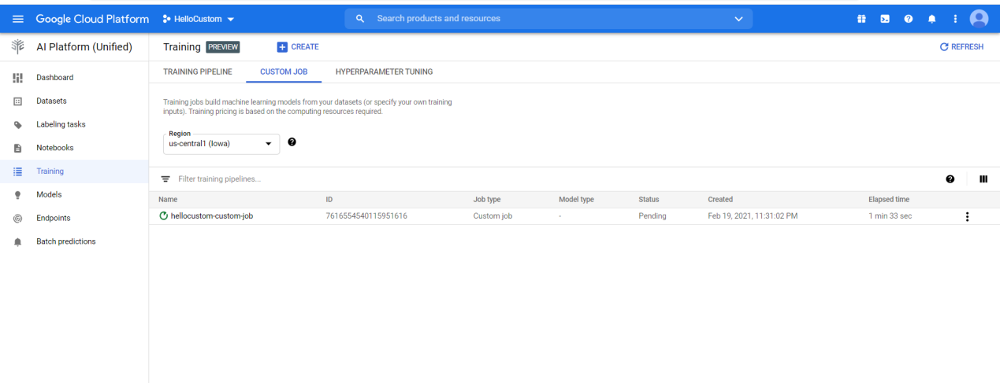 Google Cloud Platform HelloCustom Search products and resources
AI Platform (Unified) Training PREVIEW CREATE REFRESH
Dashboard
Datasets
Labeling tasks
Notebooks
Training
Models
Endpoints
Batch predictions
TRAINING PIPELINE CUSTOM JOB HYPERPARAMETER TUNING
Training jobs build machine learning models from your datasets (or specify your own training
inputs). Training pricing is based on the computing resources required.
Region
us-central1 (Iowa)
Filter training pipelines...
Name ID Job type Model type Status Created Elapsed time
hellocustom-custom-job 7616554540115951616 Custom job - Pending Feb 19, 2021, 11:31:02 PM 1 min 33 sec